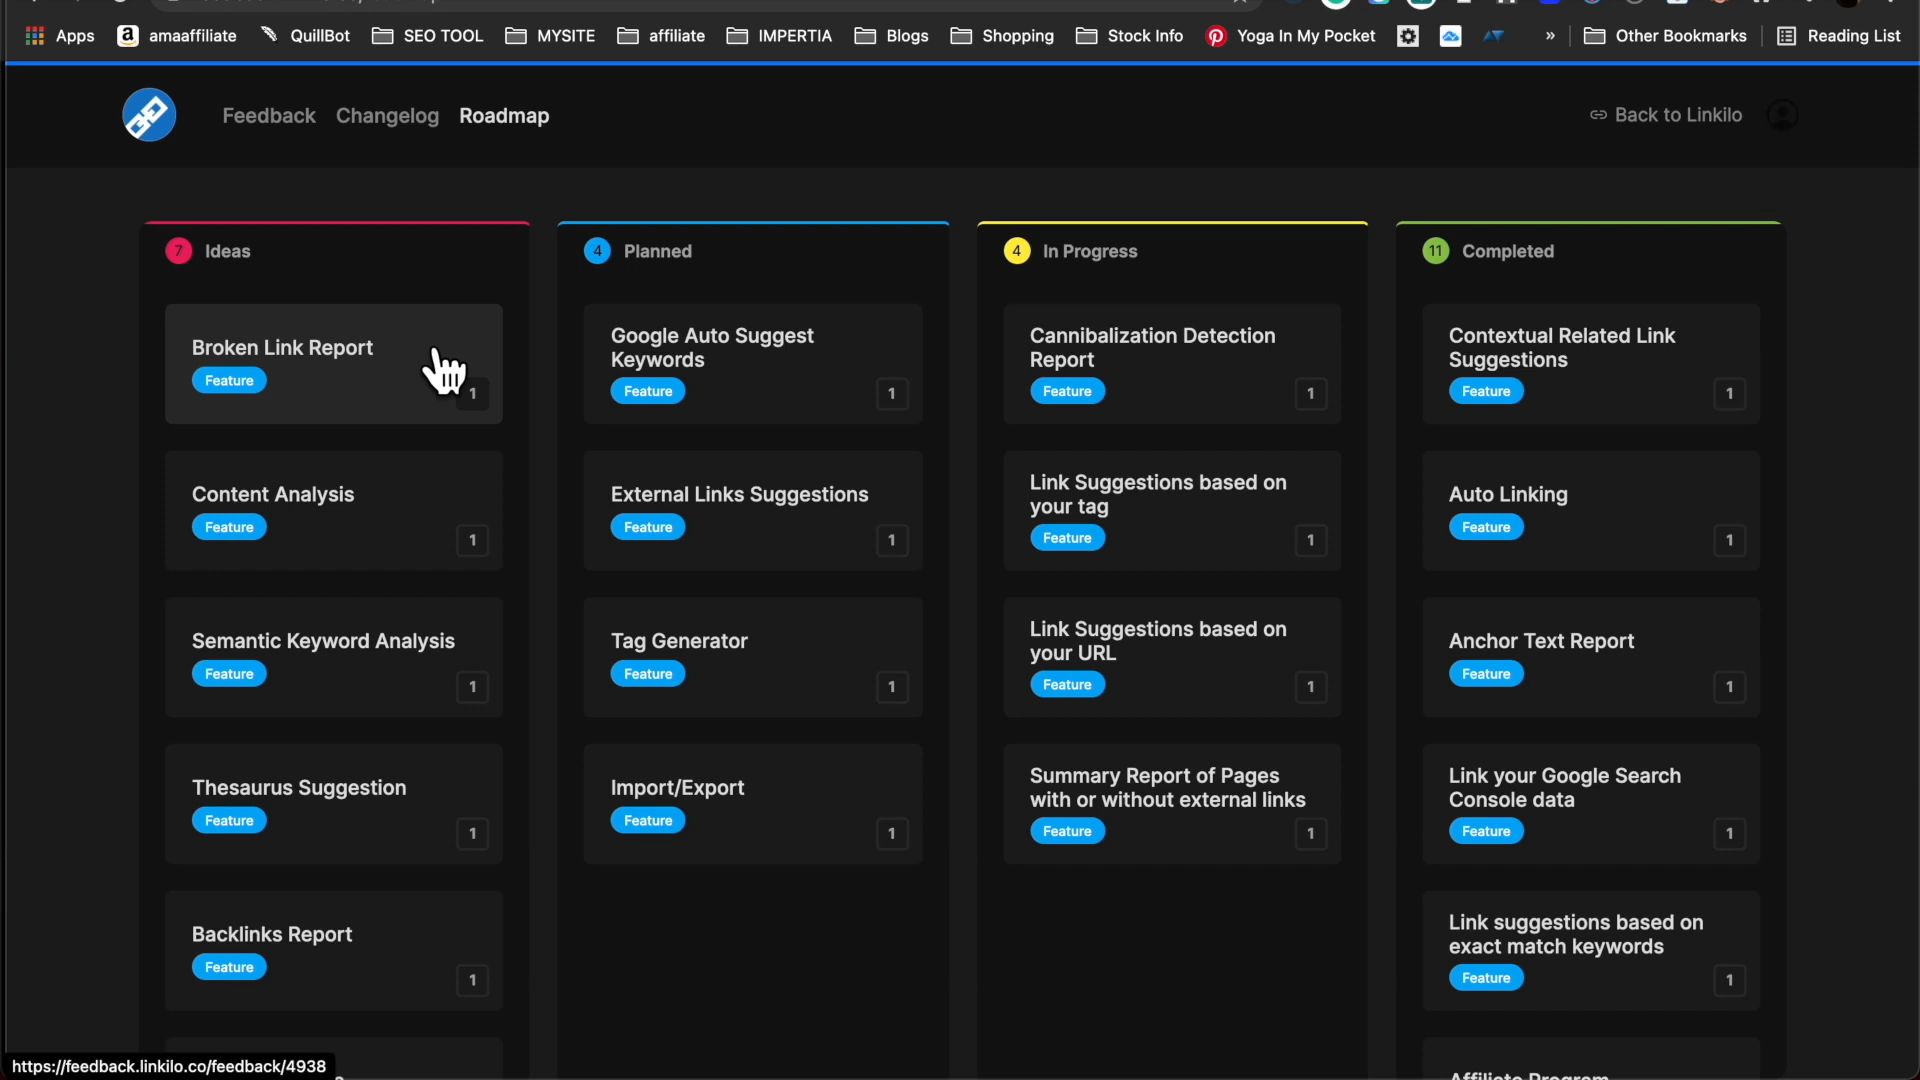 Apps
amaaffiliate
QuillBot
SEO TOOL
MYSITE
affiliate
IMPERTIA
Blogs
Shopping
Stock Info
Yoga In My Pocket
»
Other Bookmarks
Reading List
Feedback
Changelog
Roadmap
Back to Linkilo
7 Ideas
Broken Link Report
Feature
1
Content Analysis
Feature
1
Semantic Keyword Analysis
Feature
1
Thesaurus Suggestion
Feature
1
Backlinks Report
Feature
1
4 Planned
Google Auto Suggest
Keywords
Feature
1
External Links Suggestions
Feature
1
Tag Generator
Feature
1
Import/Export
Feature
1
4 In Progress
Cannibalization Detection
Report
Feature
1
Link Suggestions based on
your tag
Feature
1
Link Suggestions based on
your URL
Feature
1
Summary Report of Pages
with or without external links
Feature
1
11 Completed
Contextual Related Link
Suggestions
Feature
1
Auto Linking
Feature
1
Anchor Text Report
Feature
1
Link your Google Search
Console data
Feature
1
Link suggestions based on
exact match keywords
Feature
1
Affiliate Program
https://feedback.linkilo.co/feedback/4938